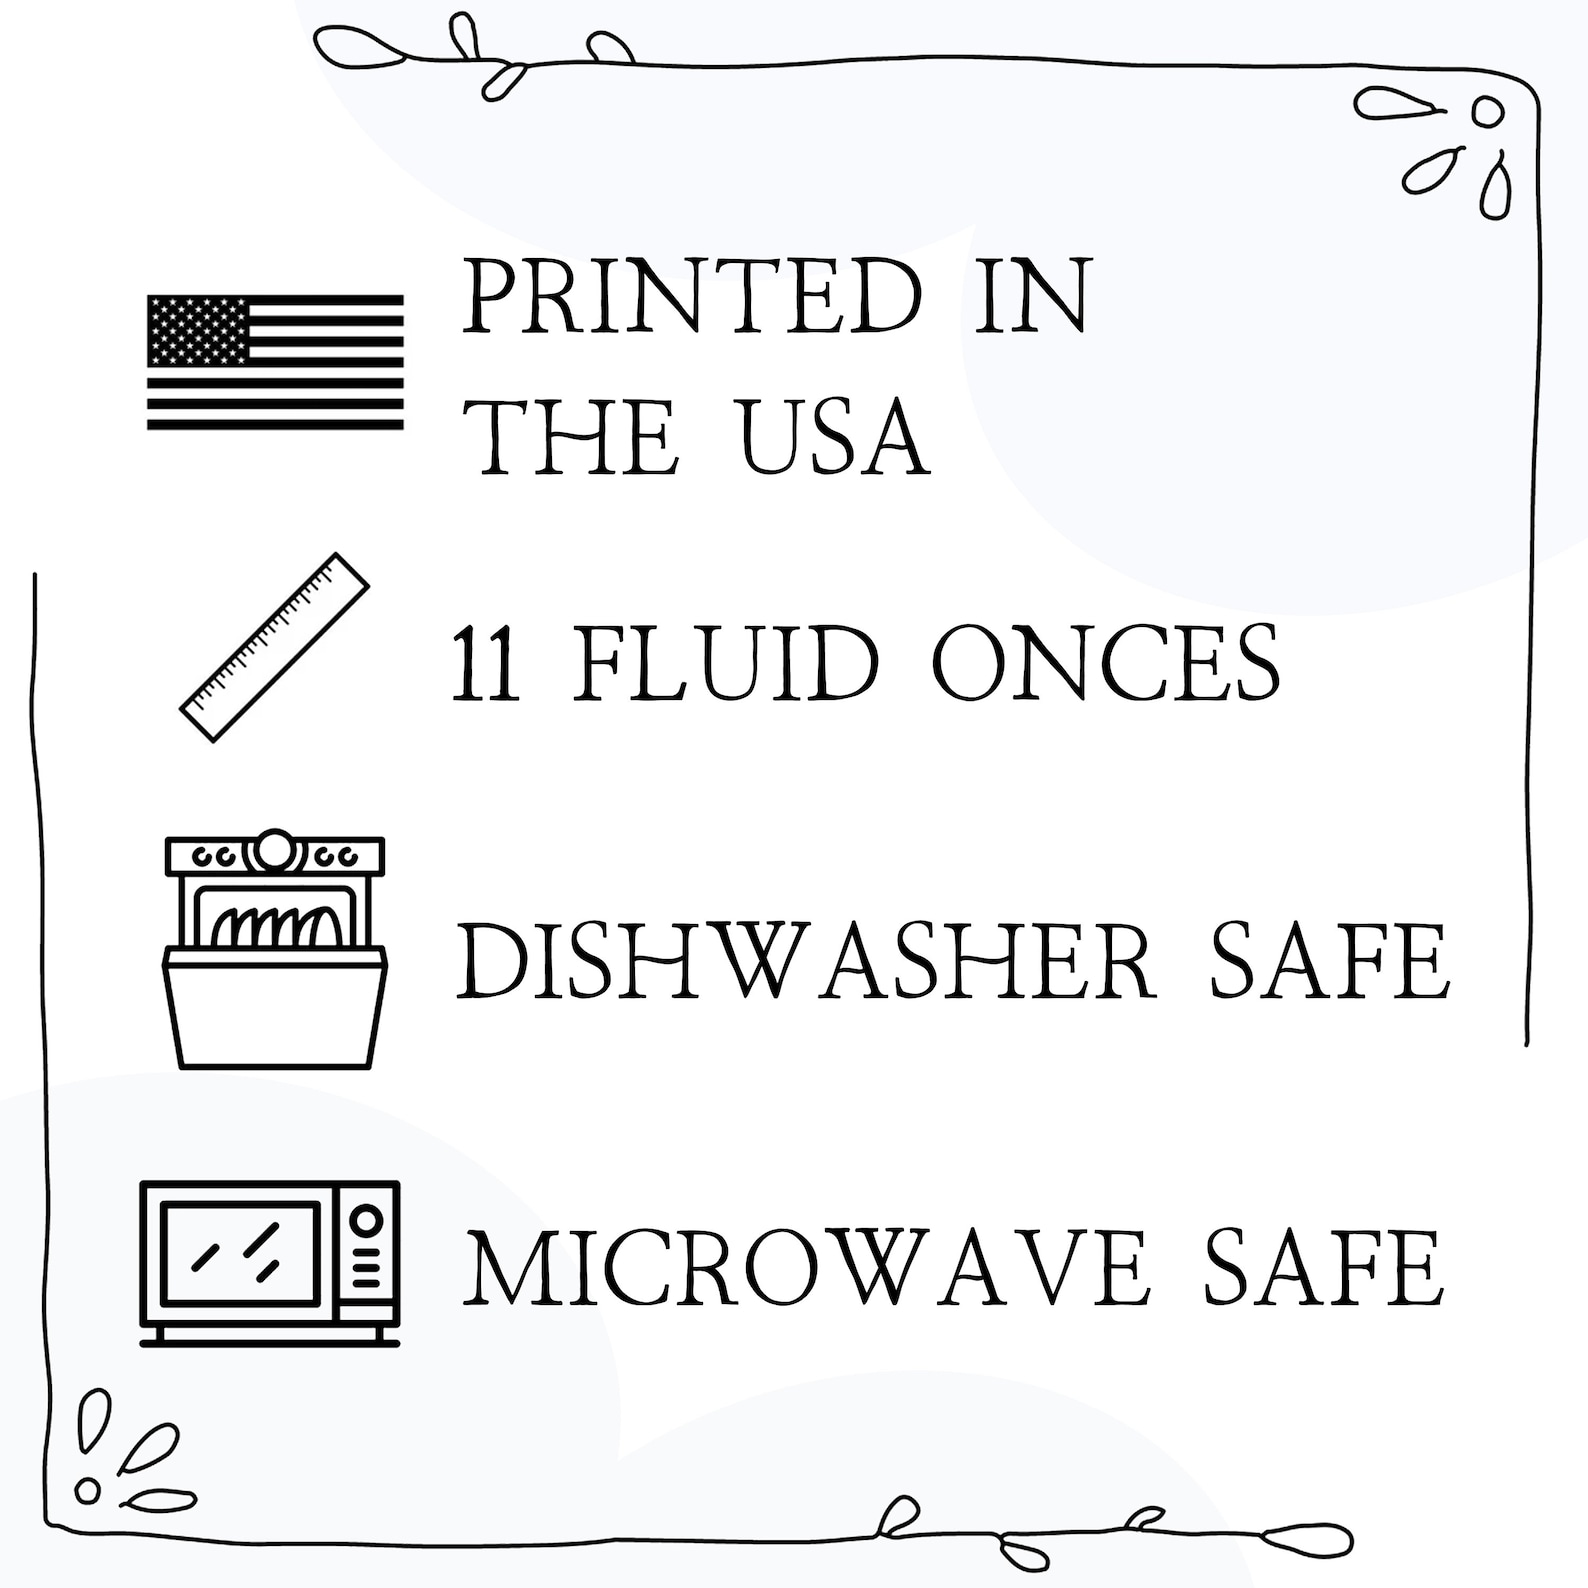 PRINTED IN
THE USA
11 FLUID ONCES
DISHWASHER SAFE
MICROWAVE SAFE